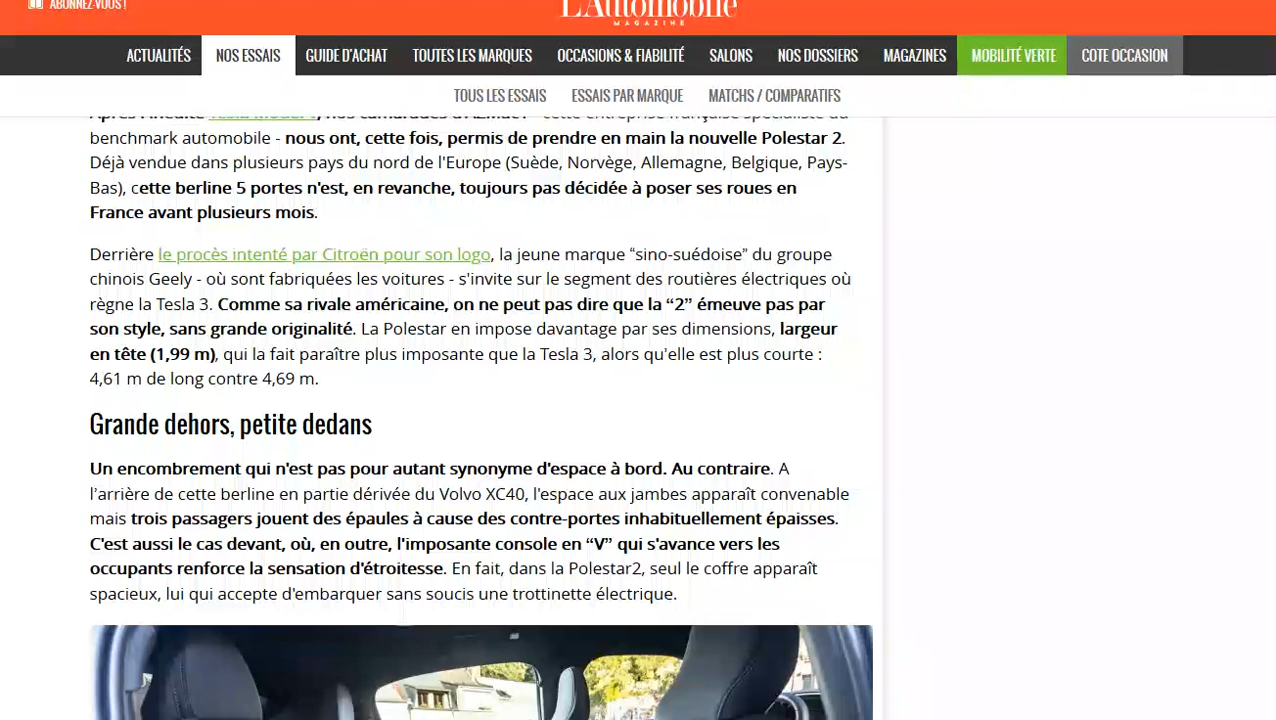 ABONNEZ-VOUS !
L'Automobile
MAGAZINE
ACTUALITÉS NOS ESSAIS GUIDE D'ACHAT TOUTES LES MARQUES OCCASIONS & FIABILITÉ SALONS NOS DOSSIERS MAGAZINES MOBILITÉ VERTE COTE OCCASION
TOUS LES ESSAIS ESSAIS PAR MARQUE MATCHS / COMPARATIFS
benchmark automobile - nous ont, cette fois, permis de prendre en main la nouvelle Polestar 2.
Déjà vendue dans plusieurs pays du nord de l'Europe (Suède, Norvège, Allemagne, Belgique, Pays-
Bas), cette berline 5 portes n'est, en revanche, toujours pas décidée à poser ses roues en
France avant plusieurs mois.
Derrière le procès intenté par Citroën pour son logo, la jeune marque “sino-suédoise” du groupe
chinois Geely - où sont fabriquées les voitures - s'invite sur le segment des routières électriques où
règne la Tesla 3. Comme sa rivale américaine, on ne peut pas dire que la “2” émeuve pas par
son style, sans grande originalité. La Polestar en impose davantage par ses dimensions, largeur
en tête (1,99 m), qui la fait paraître plus imposante que la Tesla 3, alors qu'elle est plus courte :
4,61 m de long contre 4,69 m.
Grande dehors, petite dedans
Un encombrement qui n'est pas pour autant synonyme d'espace à bord. Au contraire. A
l’arrière de cette berline en partie dérivée du Volvo XC40, l'espace aux jambes apparaît convenable
mais trois passagers jouent des épaules à cause des contre-portes inhabituellement épaisses.
C'est aussi le cas devant, où, en outre, l'imposante console en “V” qui s'avance vers les
occupants renforce la sensation d'étroitesse. En fait, dans la Polestar2, seul le coffre apparaît
spacieux, lui qui accepte d'embarquer sans soucis une trottinette électrique.